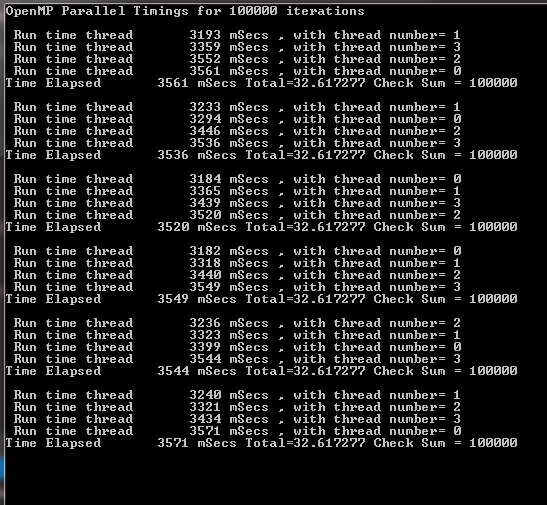 OpenMP Parallel Timings for 100000 iterations
Run time thread 3193 mSecs , with thread number= 1
Run time thread 3359 mSecs , with thread number= 3
Run time thread 3552 mSecs , with thread number= 2
Run time thread 3561 mSecs , with thread number= 0
Time Elapsed 3561 mSecs Total=32.617277 Check Sum = 100000
Run time thread 3233 mSecs , with thread number= 1
Run time thread 3294 mSecs , with thread number= 0
Run time thread 3446 mSecs , with thread number= 2
Run time thread 3536 mSecs , with thread number= 3
Time Elapsed 3536 mSecs Total=32.617277 Check Sum = 100000
Run time thread 3184 mSecs , with thread number= 0
Run time thread 3365 mSecs , with thread number= 1
Run time thread 3439 mSecs , with thread number= 3
Run time thread 3520 mSecs , with thread number= 2
Time Elapsed 3520 mSecs Total=32.617277 Check Sum = 100000
Run time thread 3182 mSecs , with thread number= 0
Run time thread 3318 mSecs , with thread number= 1
Run time thread 3440 mSecs , with thread number= 2
Run time thread 3549 mSecs , with thread number= 3
Time Elapsed 3549 mSecs Total=32.617277 Check Sum = 100000
Run time thread 3236 mSecs , with thread number= 2
Run time thread 3323 mSecs , with thread number= 1
Run time thread 3399 mSecs , with thread number= 0
Run time thread 3544 mSecs , with thread number= 3
Time Elapsed 3544 mSecs Total=32.617277 Check Sum = 100000
Run time thread 3240 mSecs , with thread number= 1
Run time thread 3321 mSecs , with thread number= 2
Run time thread 3434 mSecs , with thread number= 3
Run time thread 3571 mSecs , with thread number= 0
Time Elapsed 3571 mSecs Total=32.617277 Check Sum = 100000